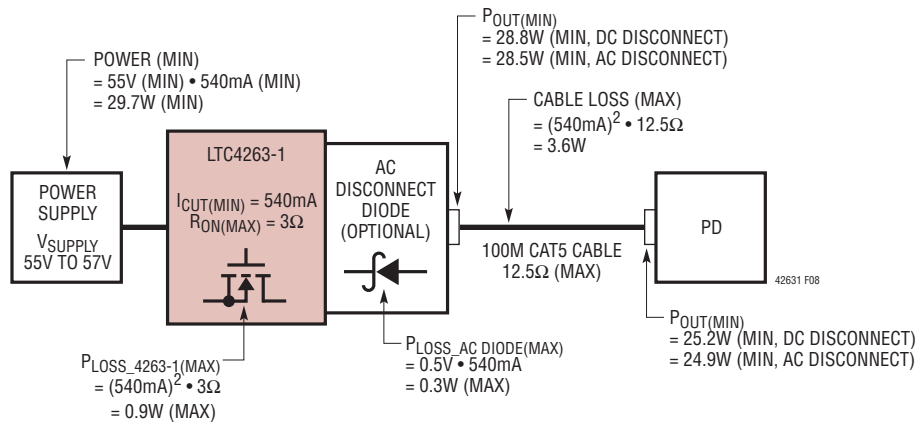 POWER (MIN)
= 55V (MIN) • 540mA (MIN)
= 29.7W (MIN)
POWER
SUPPLY
VSUPPLY
55V TO 57V
LTC4263-1
ICUT(MIN) = 540mA
RON(MAX) = 3Ω
PLOSS_4263-1(MAX)
= (540mA)2 • 3Ω
= 0.9W (MAX)
AC
DISCONNECT
DIODE
(OPTIONAL)
PLOSS_AC DIODE(MAX)
= 0.5V • 540mA
= 0.3W (MAX)
POUT(MIN)
= 28.8W (MIN, DC DISCONNECT)
= 28.5W (MIN, AC DISCONNECT)
CABLE LOSS (MAX)
= (540mA)2 • 12.5Ω
= 3.6W
100M CAT5 CABLE
12.5Ω (MAX)
PD
42631 F08
POUT(MIN)
= 25.2W (MIN, DC DISCONNECT)
= 24.9W (MIN, AC DISCONNECT)